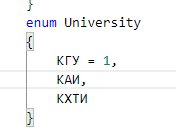 }
enum University
{
КГУ = 1,
КАИ,
КХТИ
}